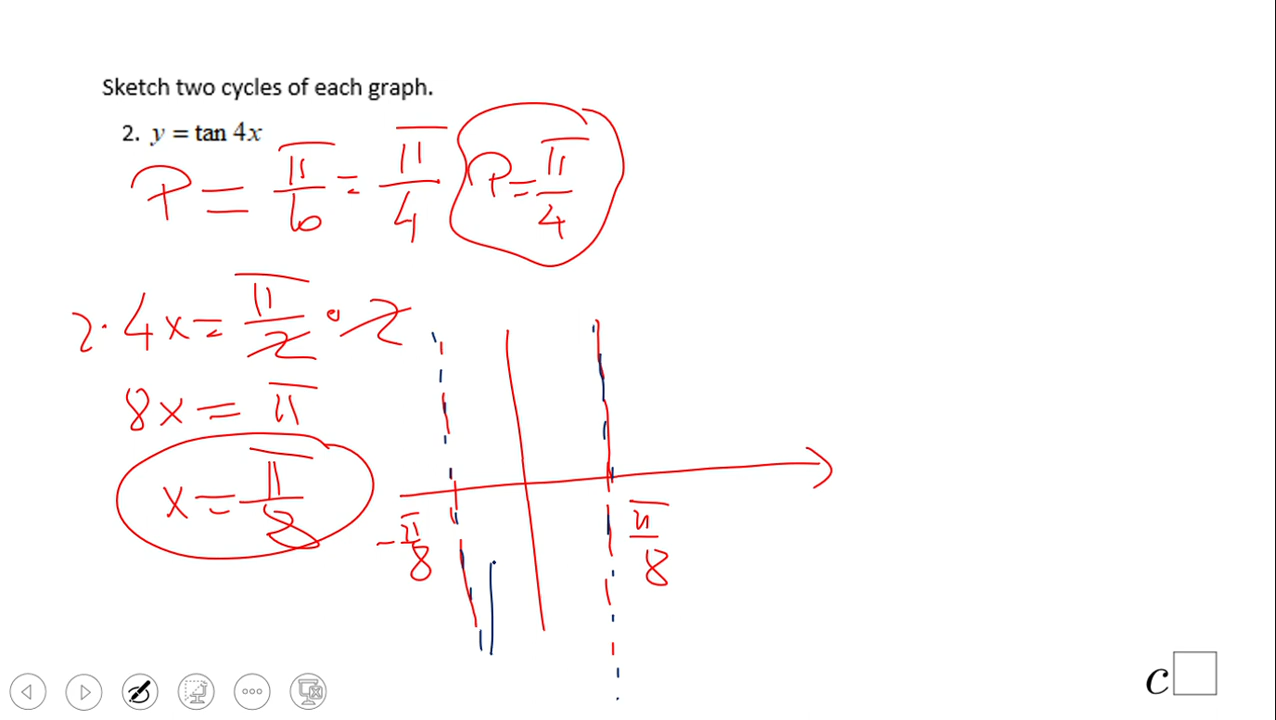 Sketch two cycles of each graph.
2. y = tan 4x
P = π/b = π/4 P = π/4
2 · 4x = π/2 · 2
8x = π
x = π/8
-π/8 π/8
c